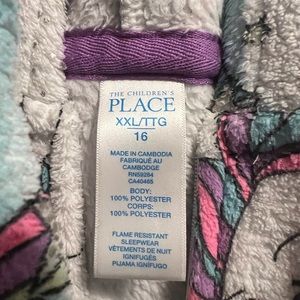 THE CHILDREN'S
PLACE
XXL/TTG
16
MADE IN CAMBODIA
FABRIQUÉ AU
CAMBODGE
RN59284
CA40465
BODY:
100% POLYESTER
CORPS:
100% POLYESTER
FLAME RESISTANT
SLEEPWEAR
VÊTEMENTS DE NUIT
IGNIFUGÉS
PIJAMA IGNÍFUGO